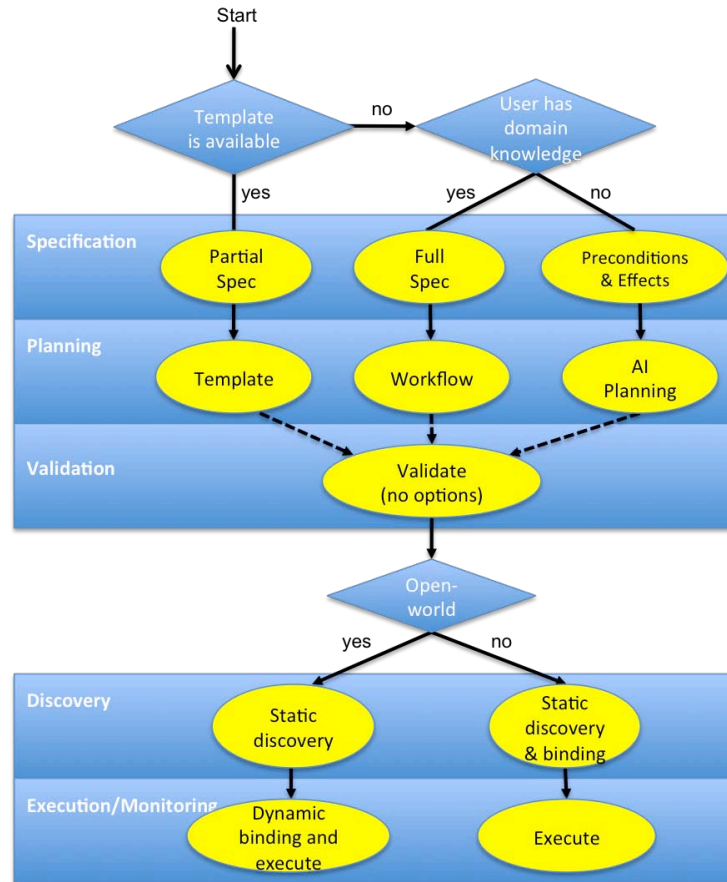 Start
Template
is available
no
User has
domain
knowledge
yes
yes
no
Specification
Partial
Spec
Full
Spec
Preconditions
& Effects
Planning
Template
Workflow
AI
Planning
Validation
Validate
(no options)
Open-
world
yes
no
Discovery
Static
discovery
Static
discovery
& binding
Execution/Monitoring
Dynamic
binding and
execute
Execute